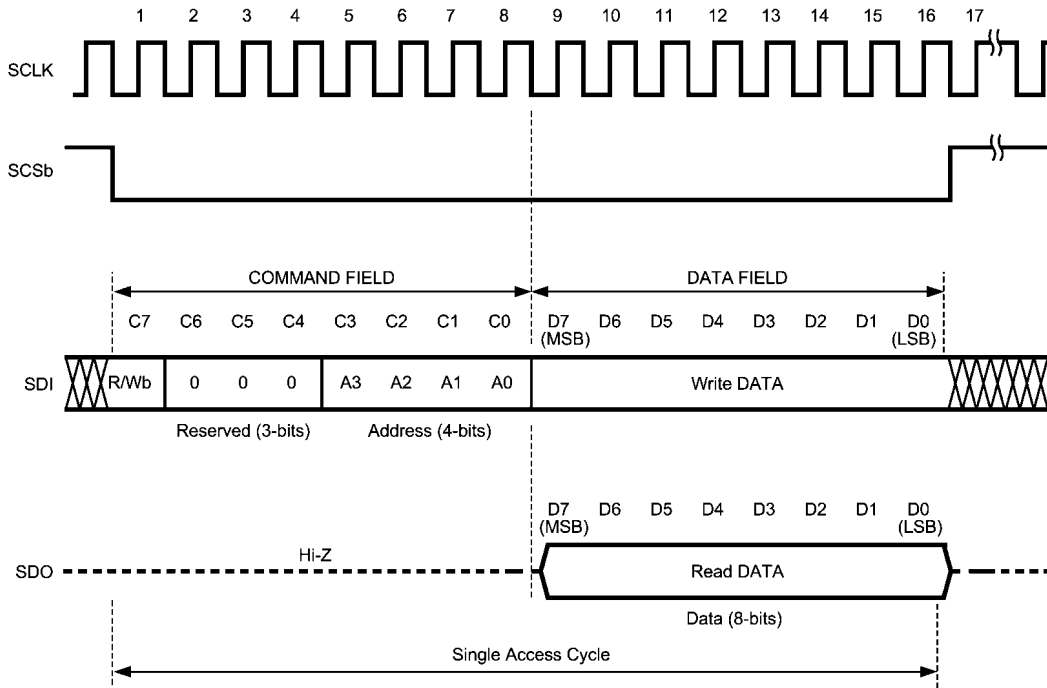 1 2 3 4 5 6 7 8 9 10 11 12 13 14 15 16 17
SCLK
SCSb
COMMAND FIELD DATA FIELD
C7 C6 C5 C4 C3 C2 C1 C0 D7 D6 D5 D4 D3 D2 D1 D0
(MSB) (LSB)
SDI R/Wb 0 0 0 A3 A2 A1 A0 Write DATA
Reserved (3-bits) Address (4-bits)
D7 D6 D5 D4 D3 D2 D1 D0
(MSB) (LSB)
Hi-Z
SDO Read DATA
Data (8-bits)
Single Access Cycle